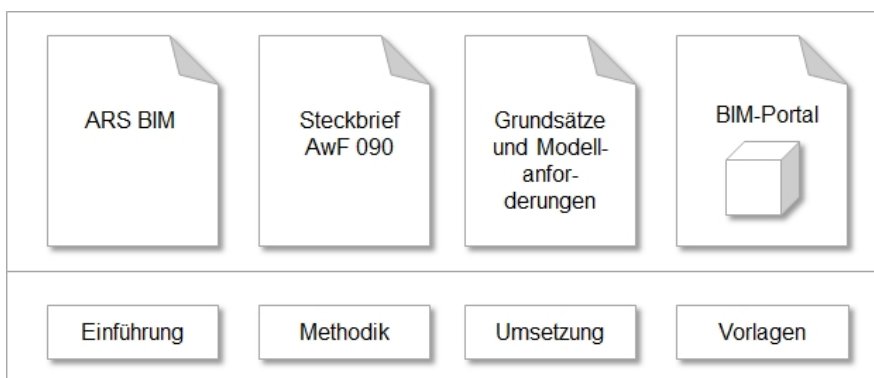 ARS BIM
Steckbrief
AwF 090
Grundsätze
und Modell-
anfor-
derungen
BIM-Portal
Einführung
Methodik
Umsetzung
Vorlagen